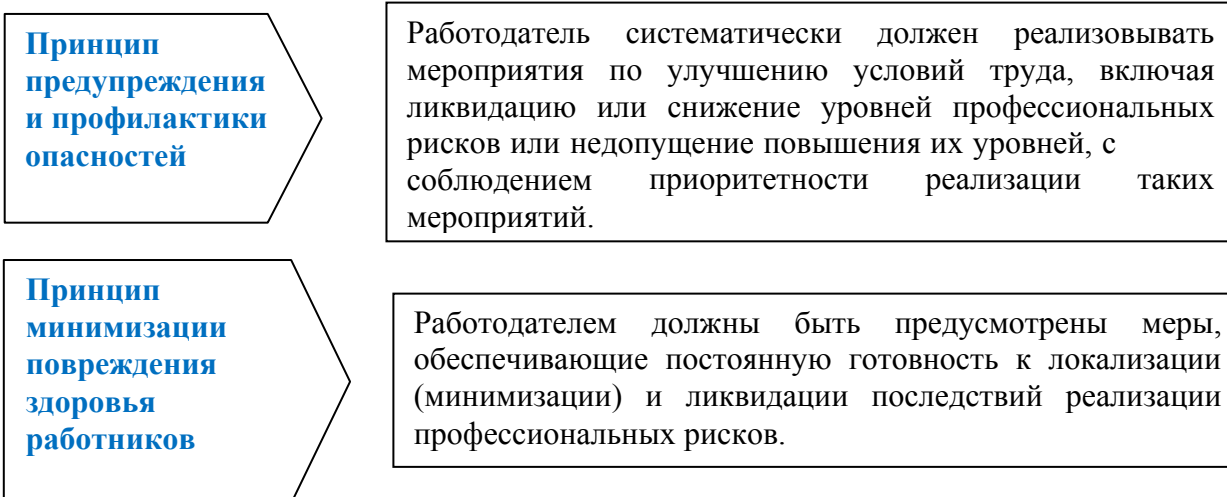 Принцип
предупреждения
и профилактики
опасностей
Работодатель систематически должен реализовывать
мероприятия по улучшению условий труда, включая
ликвидацию или снижение уровней профессиональных
рисков или недопущение повышения их уровней, с
соблюдением приоритетности реализации таких
мероприятий.
Принцип
минимизации
повреждения
здоровья
работников
Работодателем должны быть предусмотрены меры,
обеспечивающие постоянную готовность к локализации
(минимизации) и ликвидации последствий реализации
профессиональных рисков.